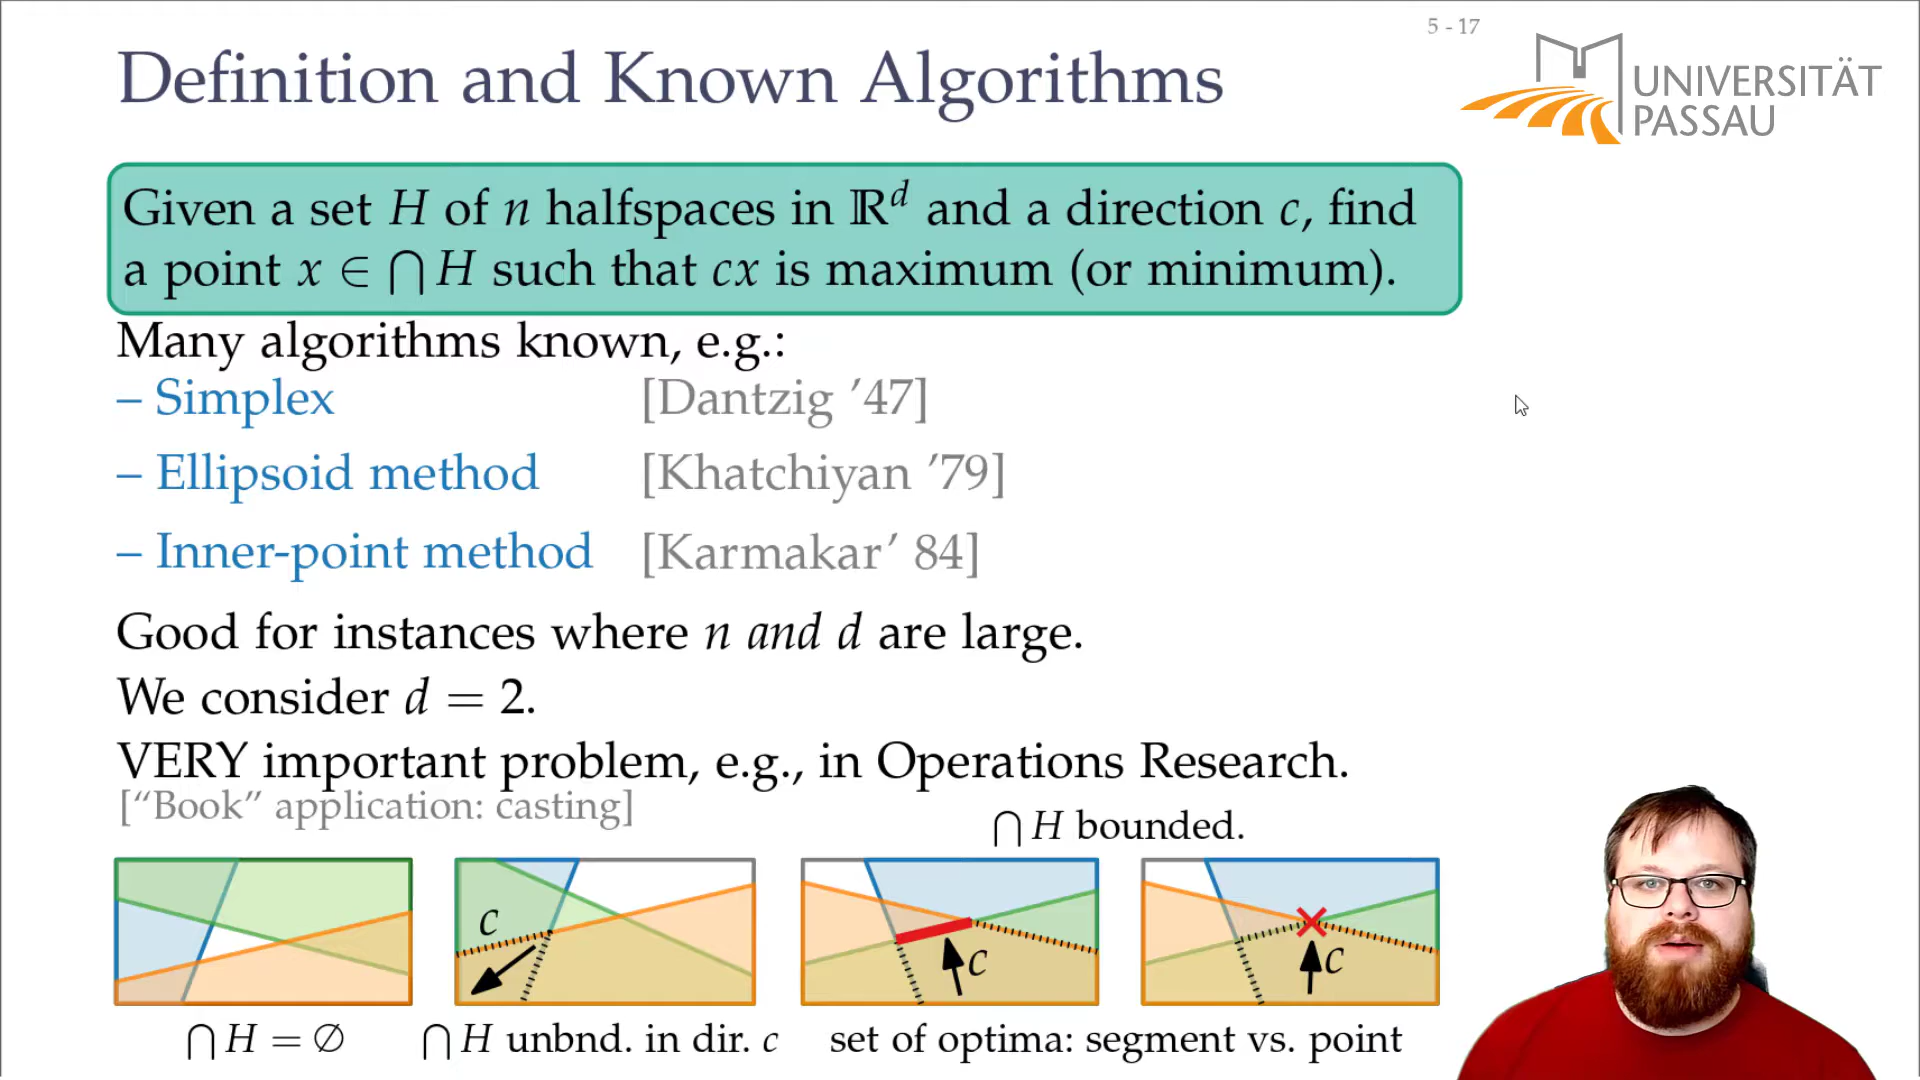 5 - 17
Definition and Known Algorithms
UNIVERSITÄT
PASSAU
Given a set H of n halfspaces in ℝᵈ and a direction c, find
a point x ∈ ⋂ H such that cx is maximum (or minimum).
Many algorithms known, e.g.:
– Simplex [Dantzig ’47]
– Ellipsoid method [Khatchiyan ’79]
– Inner-point method [Karmakar’ 84]
Good for instances where n and d are large.
We consider d = 2.
VERY important problem, e.g., in Operations Research.
[“Book” application: casting]
⋂ H bounded.
c
c
c
⋂ H = ∅
⋂ H unbnd. in dir. c
set of optima: segment vs. point